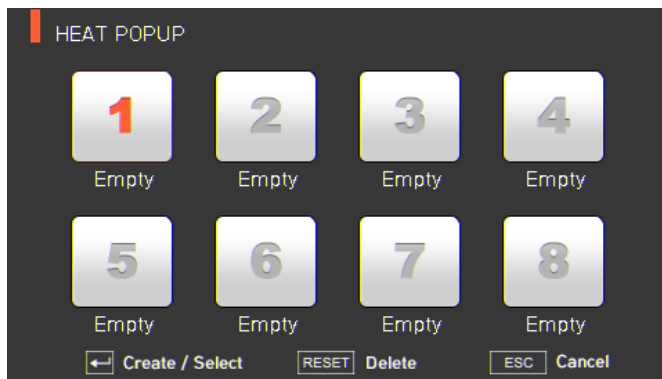 HEAT POPUP
1 2 3 4
Empty Empty Empty Empty
5 6 7 8
Empty Empty Empty Empty
Create / Select RESET Delete ESC Cancel